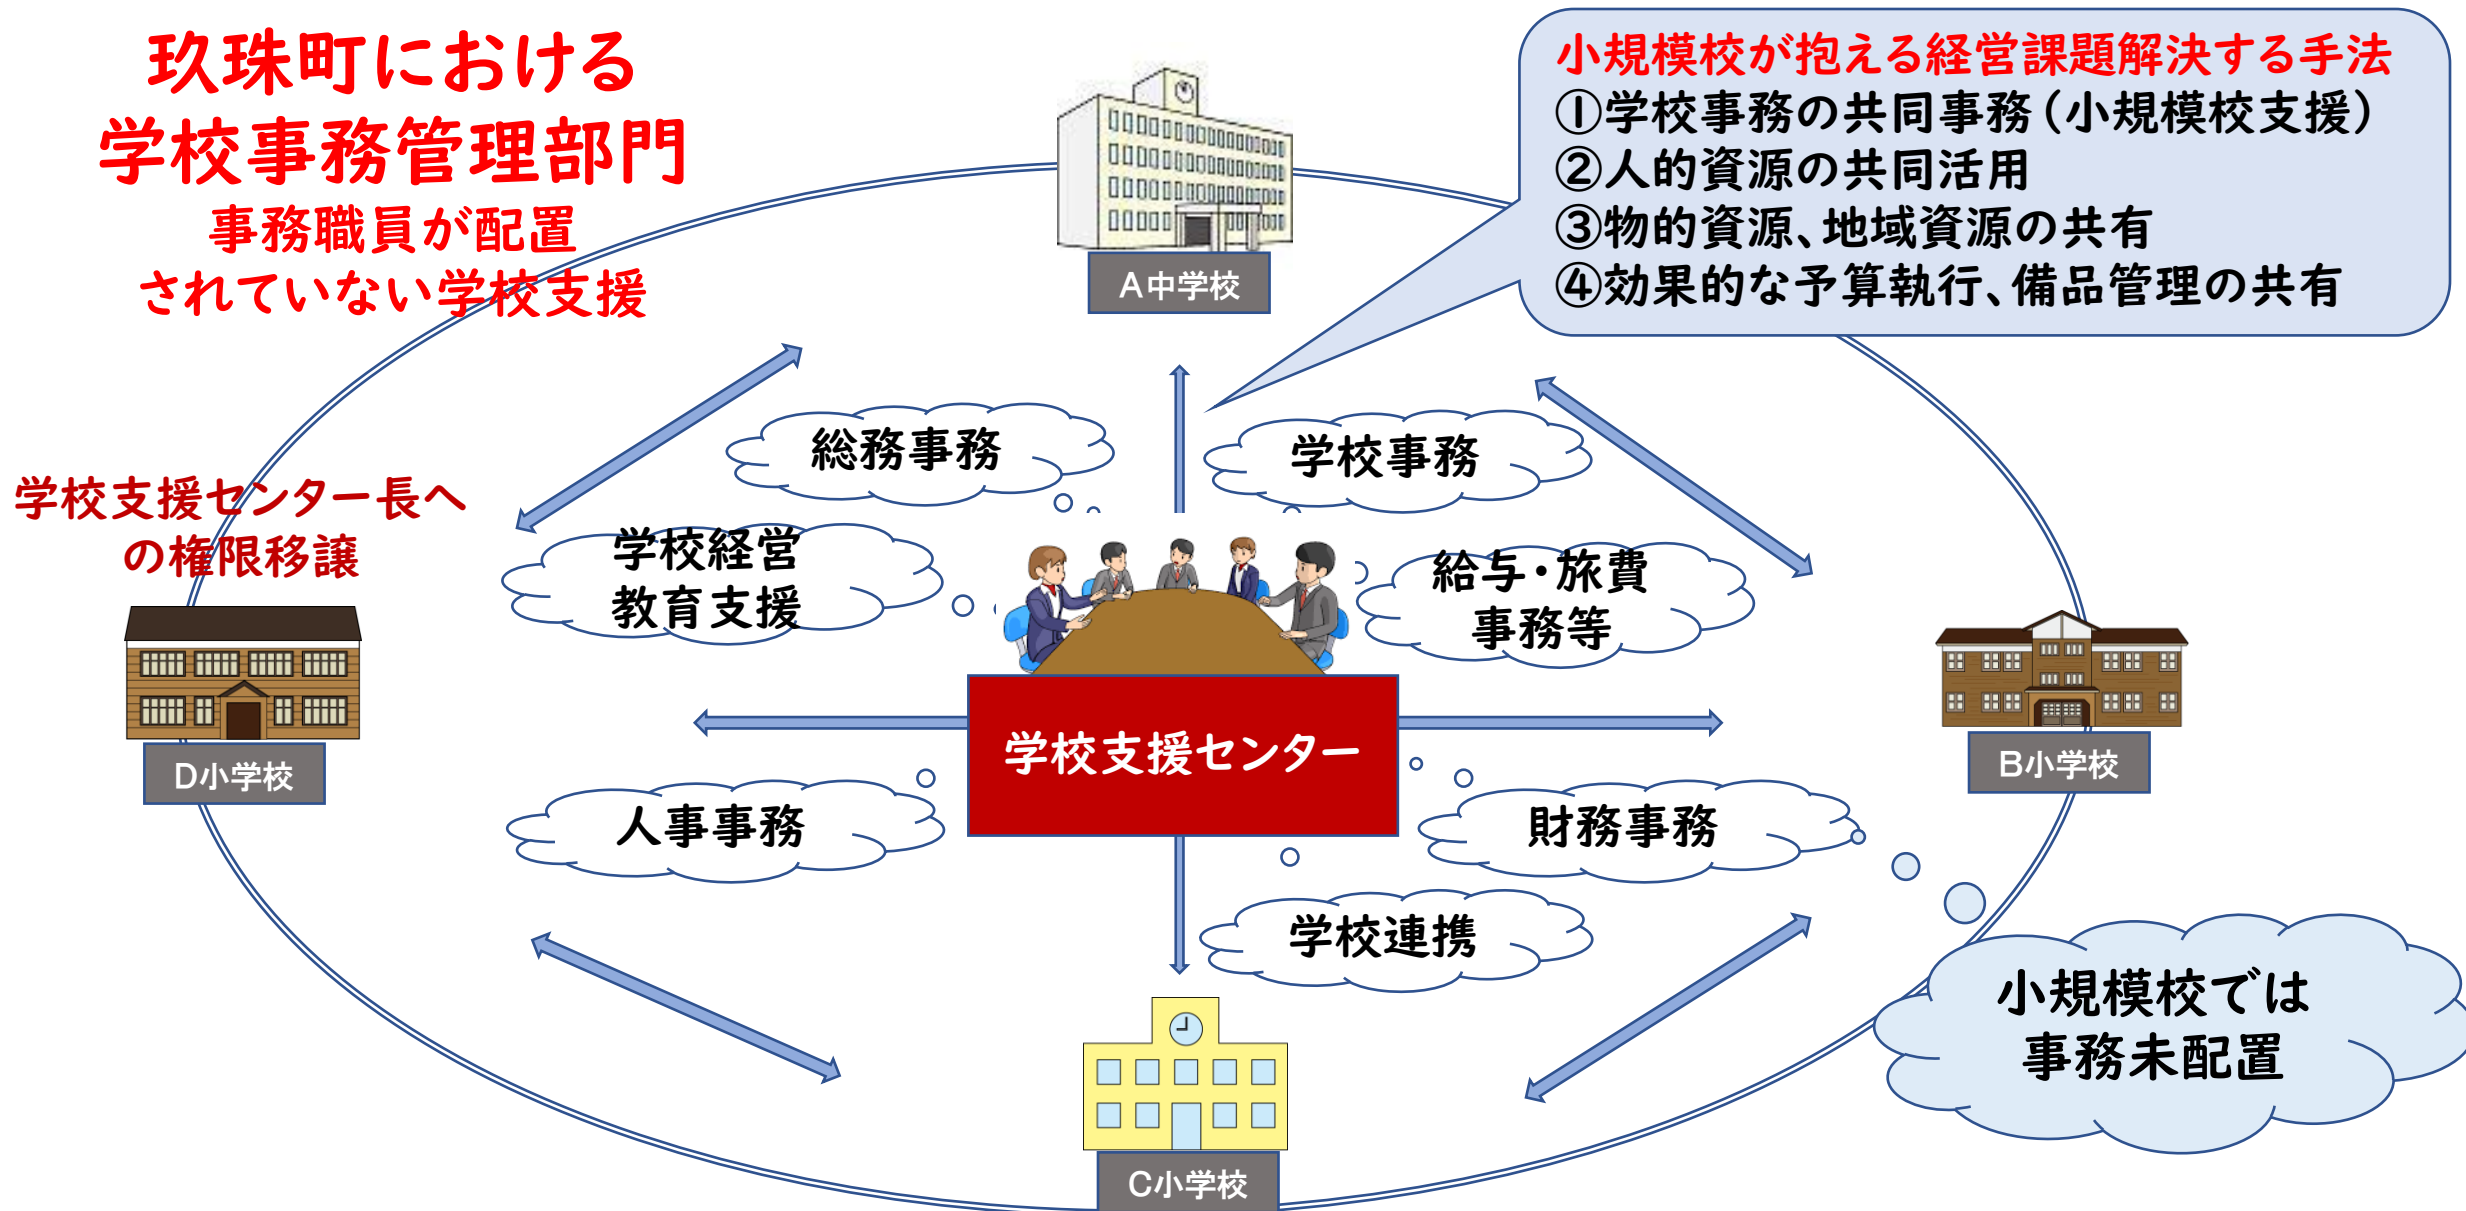 玖珠町における
学校事務管理部門
事務職員が配置
されていない学校支援
小規模校が抱える経営課題解決する手法
①学校事務の共同事務(小規模校支援)
②人的資源の共同活用
③物的資源、地域資源の共有
④効果的な予算執行、備品管理の共有
A中学校
総務事務
学校事務
学校支援センター長へ
の権限移譲
学校経営
教育支援
給与・旅費
事務等
学校支援センター
D小学校
B小学校
人事事務
財務事務
学校連携
小規模校では
事務未配置
C小学校